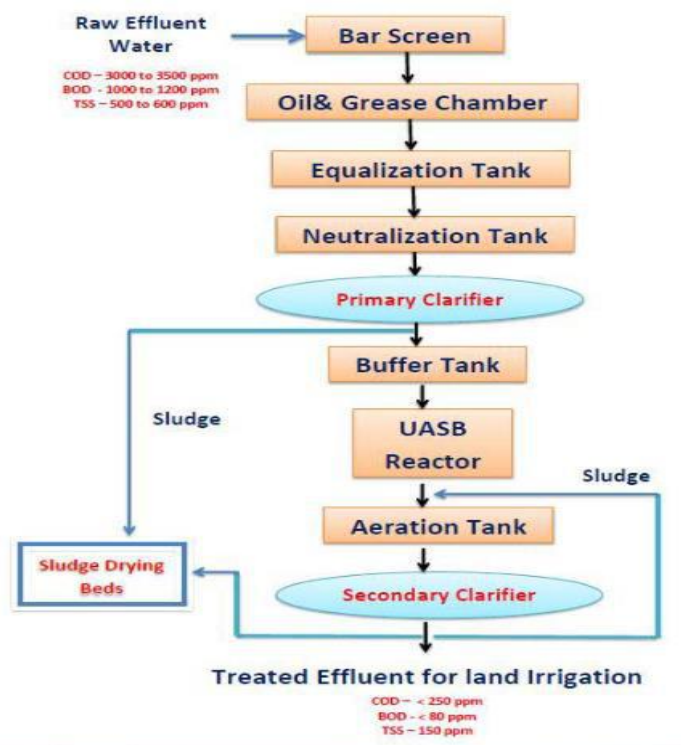 Raw Effluent
Water
COD – 3000 to 3500 ppm
BOD - 1000 to 1200 ppm
TSS – 500 to 600 ppm
Bar Screen
Oil& Grease Chamber
Equalization Tank
Neutralization Tank
Primary Clarifier
Buffer Tank
Sludge
UASB
Reactor
Sludge
Aeration Tank
Sludge Drying
Beds
Secondary Clarifier
Treated Effluent for land Irrigation
COD – < 250 ppm
BOD - < 80 ppm
TSS – 150 ppm